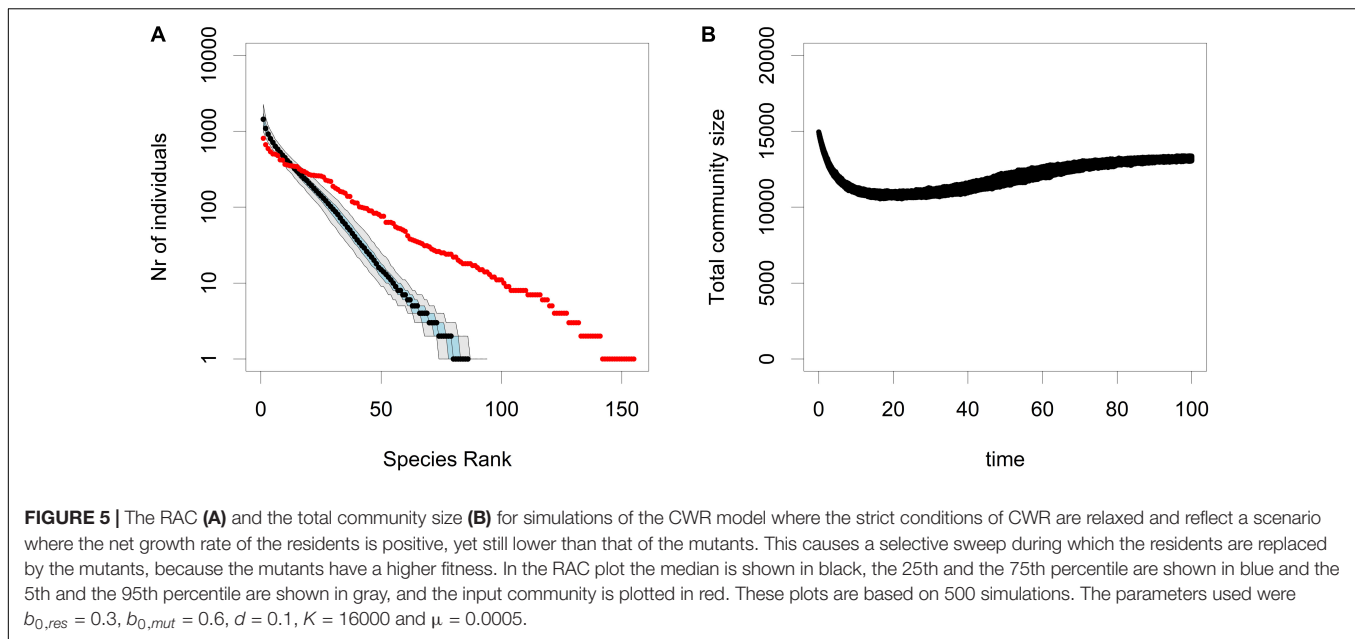 A
10000
1000
100
10
1
Nr of individuals
0
50
100
150
Species Rank
B
20000
15000
10000
5000
0
Total community size
0
20
40
60
80
100
time
FIGURE 5 | The RAC (A) and the total community size (B) for simulations of the CWR model where the strict conditions of CWR are relaxed and reflect a scenario
where the net growth rate of the residents is positive, yet still lower than that of the mutants. This causes a selective sweep during which the residents are replaced
by the mutants, because the mutants have a higher fitness. In the RAC plot the median is shown in black, the 25th and the 75th percentile are shown in blue and the
5th and the 95th percentile are shown in gray, and the input community is plotted in red. These plots are based on 500 simulations. The parameters used were
b0,res = 0.3, b0,mut = 0.6, d = 0.1, K = 16000 and μ = 0.0005.